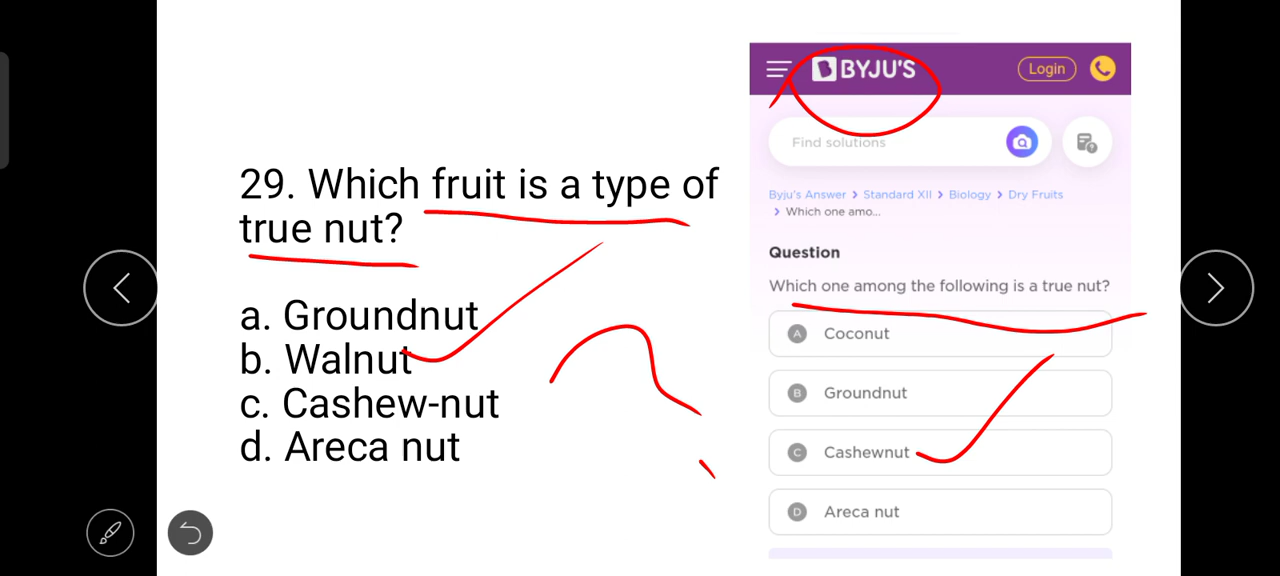 29. Which fruit is a type of
true nut?
a. Groundnut
b. Walnut
c. Cashew-nut
d. Areca nut
BYJU'S
Login
Find solutions
Byju's Answer > Standard XII > Biology > Dry Fruits
> Which one amo...
Question
Which one among the following is a true nut?
A Coconut
B Groundnut
C Cashewnut
D Areca nut